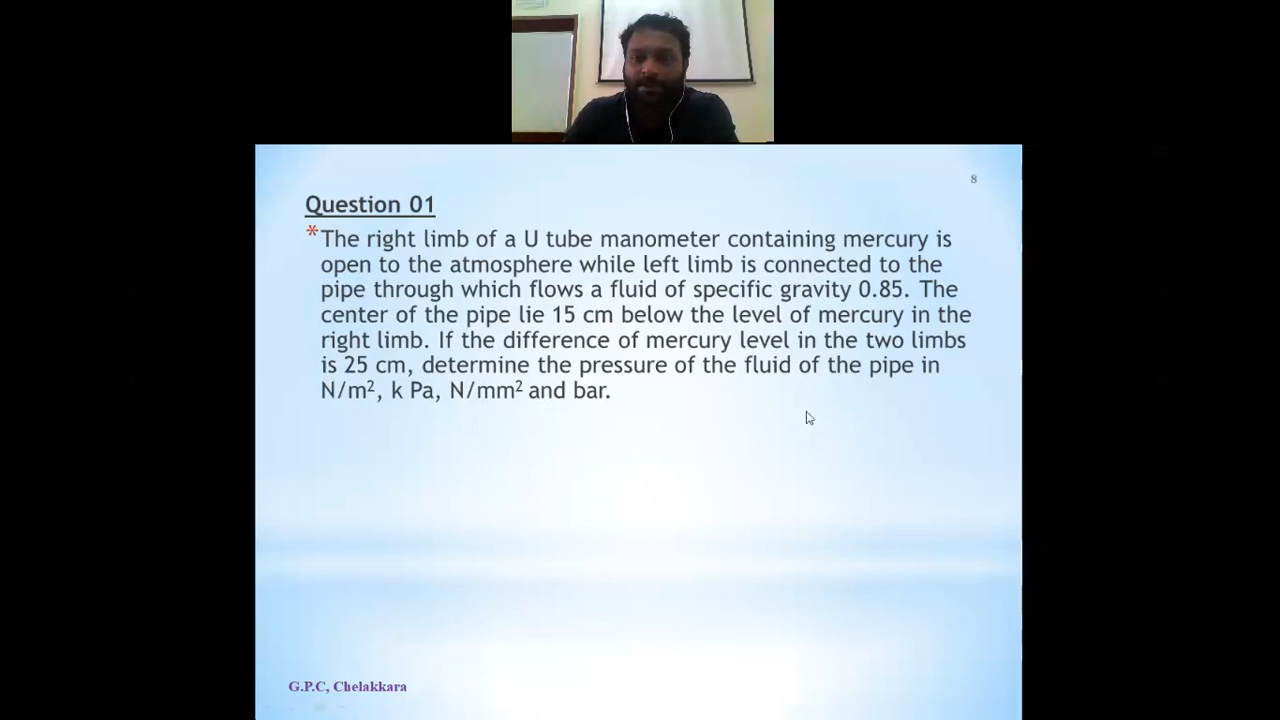 8
Question 01
*The right limb of a U tube manometer containing mercury is
open to the atmosphere while left limb is connected to the
pipe through which flows a fluid of specific gravity 0.85. The
center of the pipe lie 15 cm below the level of mercury in the
right limb. If the difference of mercury level in the two limbs
is 25 cm, determine the pressure of the fluid of the pipe in
N/m², k Pa, N/mm² and bar.
G.P.C, Chelakkara